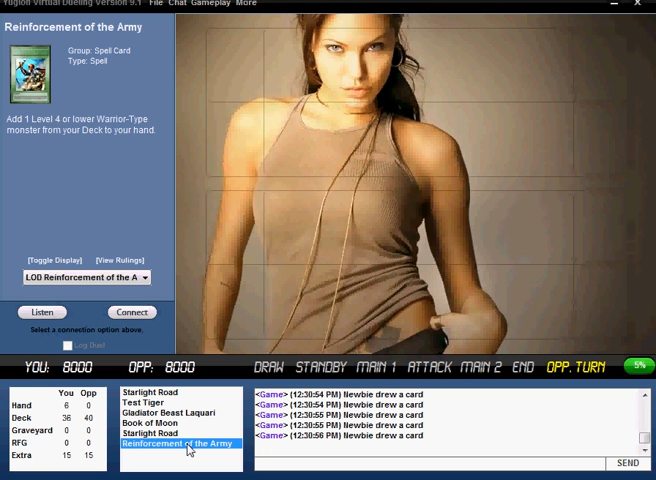 Yugioh Virtual Dueling Version 9.1 File Chat Gameplay More
Reinforcement of the Army
Group: Spell Card
Type: Spell
Add 1 Level 4 or lower Warrior-Type
monster from your Deck to your hand.
[Toggle Display] [View Rulings]
LOD Reinforcement of the A
Listen Connect
Select a connection option above.
Log Duel
YOU: 8000 OPP: 8000 DRAW STANDBY MAIN 1 ATTACK MAIN 2 END OPP.TURN 5%
You Opp
Hand 6 0
Deck 36 40
Graveyard 0 0
RFG 0 0
Extra 15 15
Starlight Road
Test Tiger
Gladiator Beast Laquari
Book of Moon
Starlight Road
Reinforcement of the Army
<Game> (12:30:54 PM) Newbie drew a card
<Game> (12:30:54 PM) Newbie drew a card
<Game> (12:30:55 PM) Newbie drew a card
<Game> (12:30:55 PM) Newbie drew a card
<Game> (12:30:56 PM) Newbie drew a card
SEND